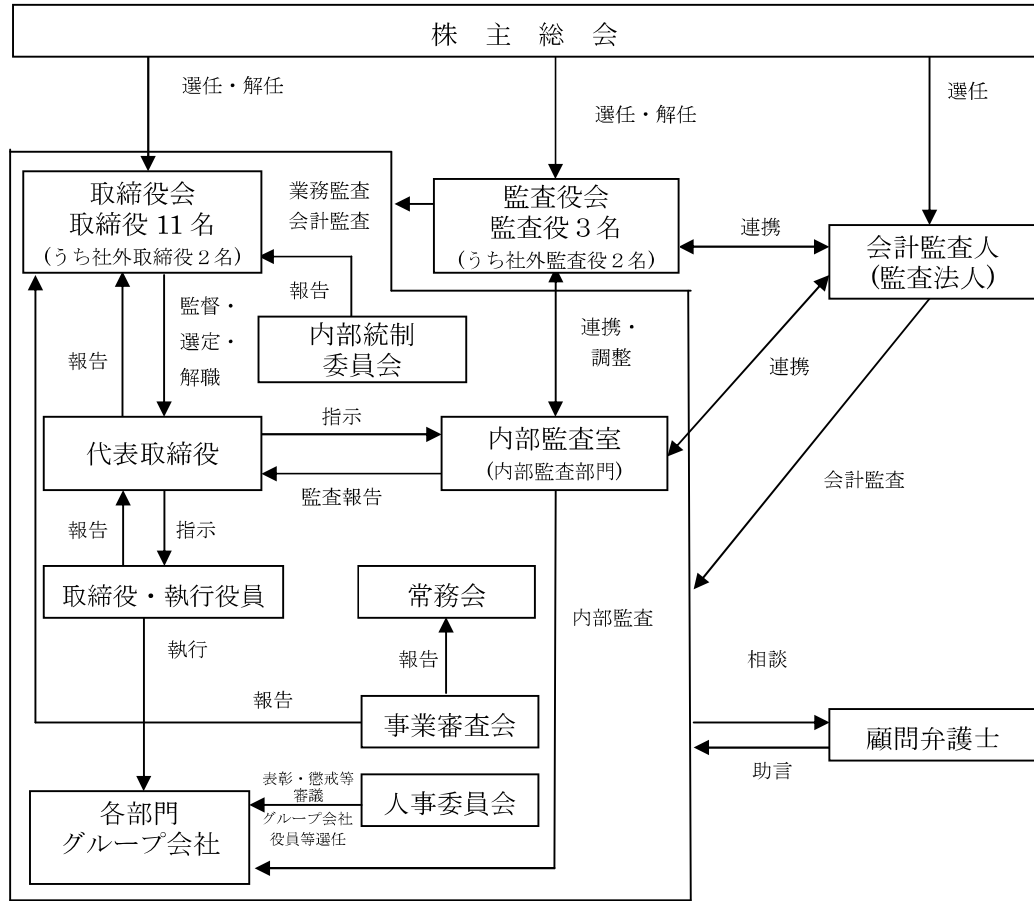 株 主 総 会
選任・解任
選任・解任
選任
取締役会
取締役 11 名
(うち社外取締役２名)
業務監査
会計監査
監査役会
監査役３名
(うち社外監査役２名)
連携
会計監査人
(監査法人)
報告
内部統制
委員会
監督・
選定・
解職
報告
連携・
調整
連携
代表取締役
指示
監査報告
内部監査室
(内部監査部門)
会計監査
報告
指示
取締役・執行役員
常務会
内部監査
執行
報告
相談
報告
事業審査会
顧問弁護士
助言
表彰・懲戒等
審議
グループ会社
役員等選任
人事委員会
各部門
グループ会社